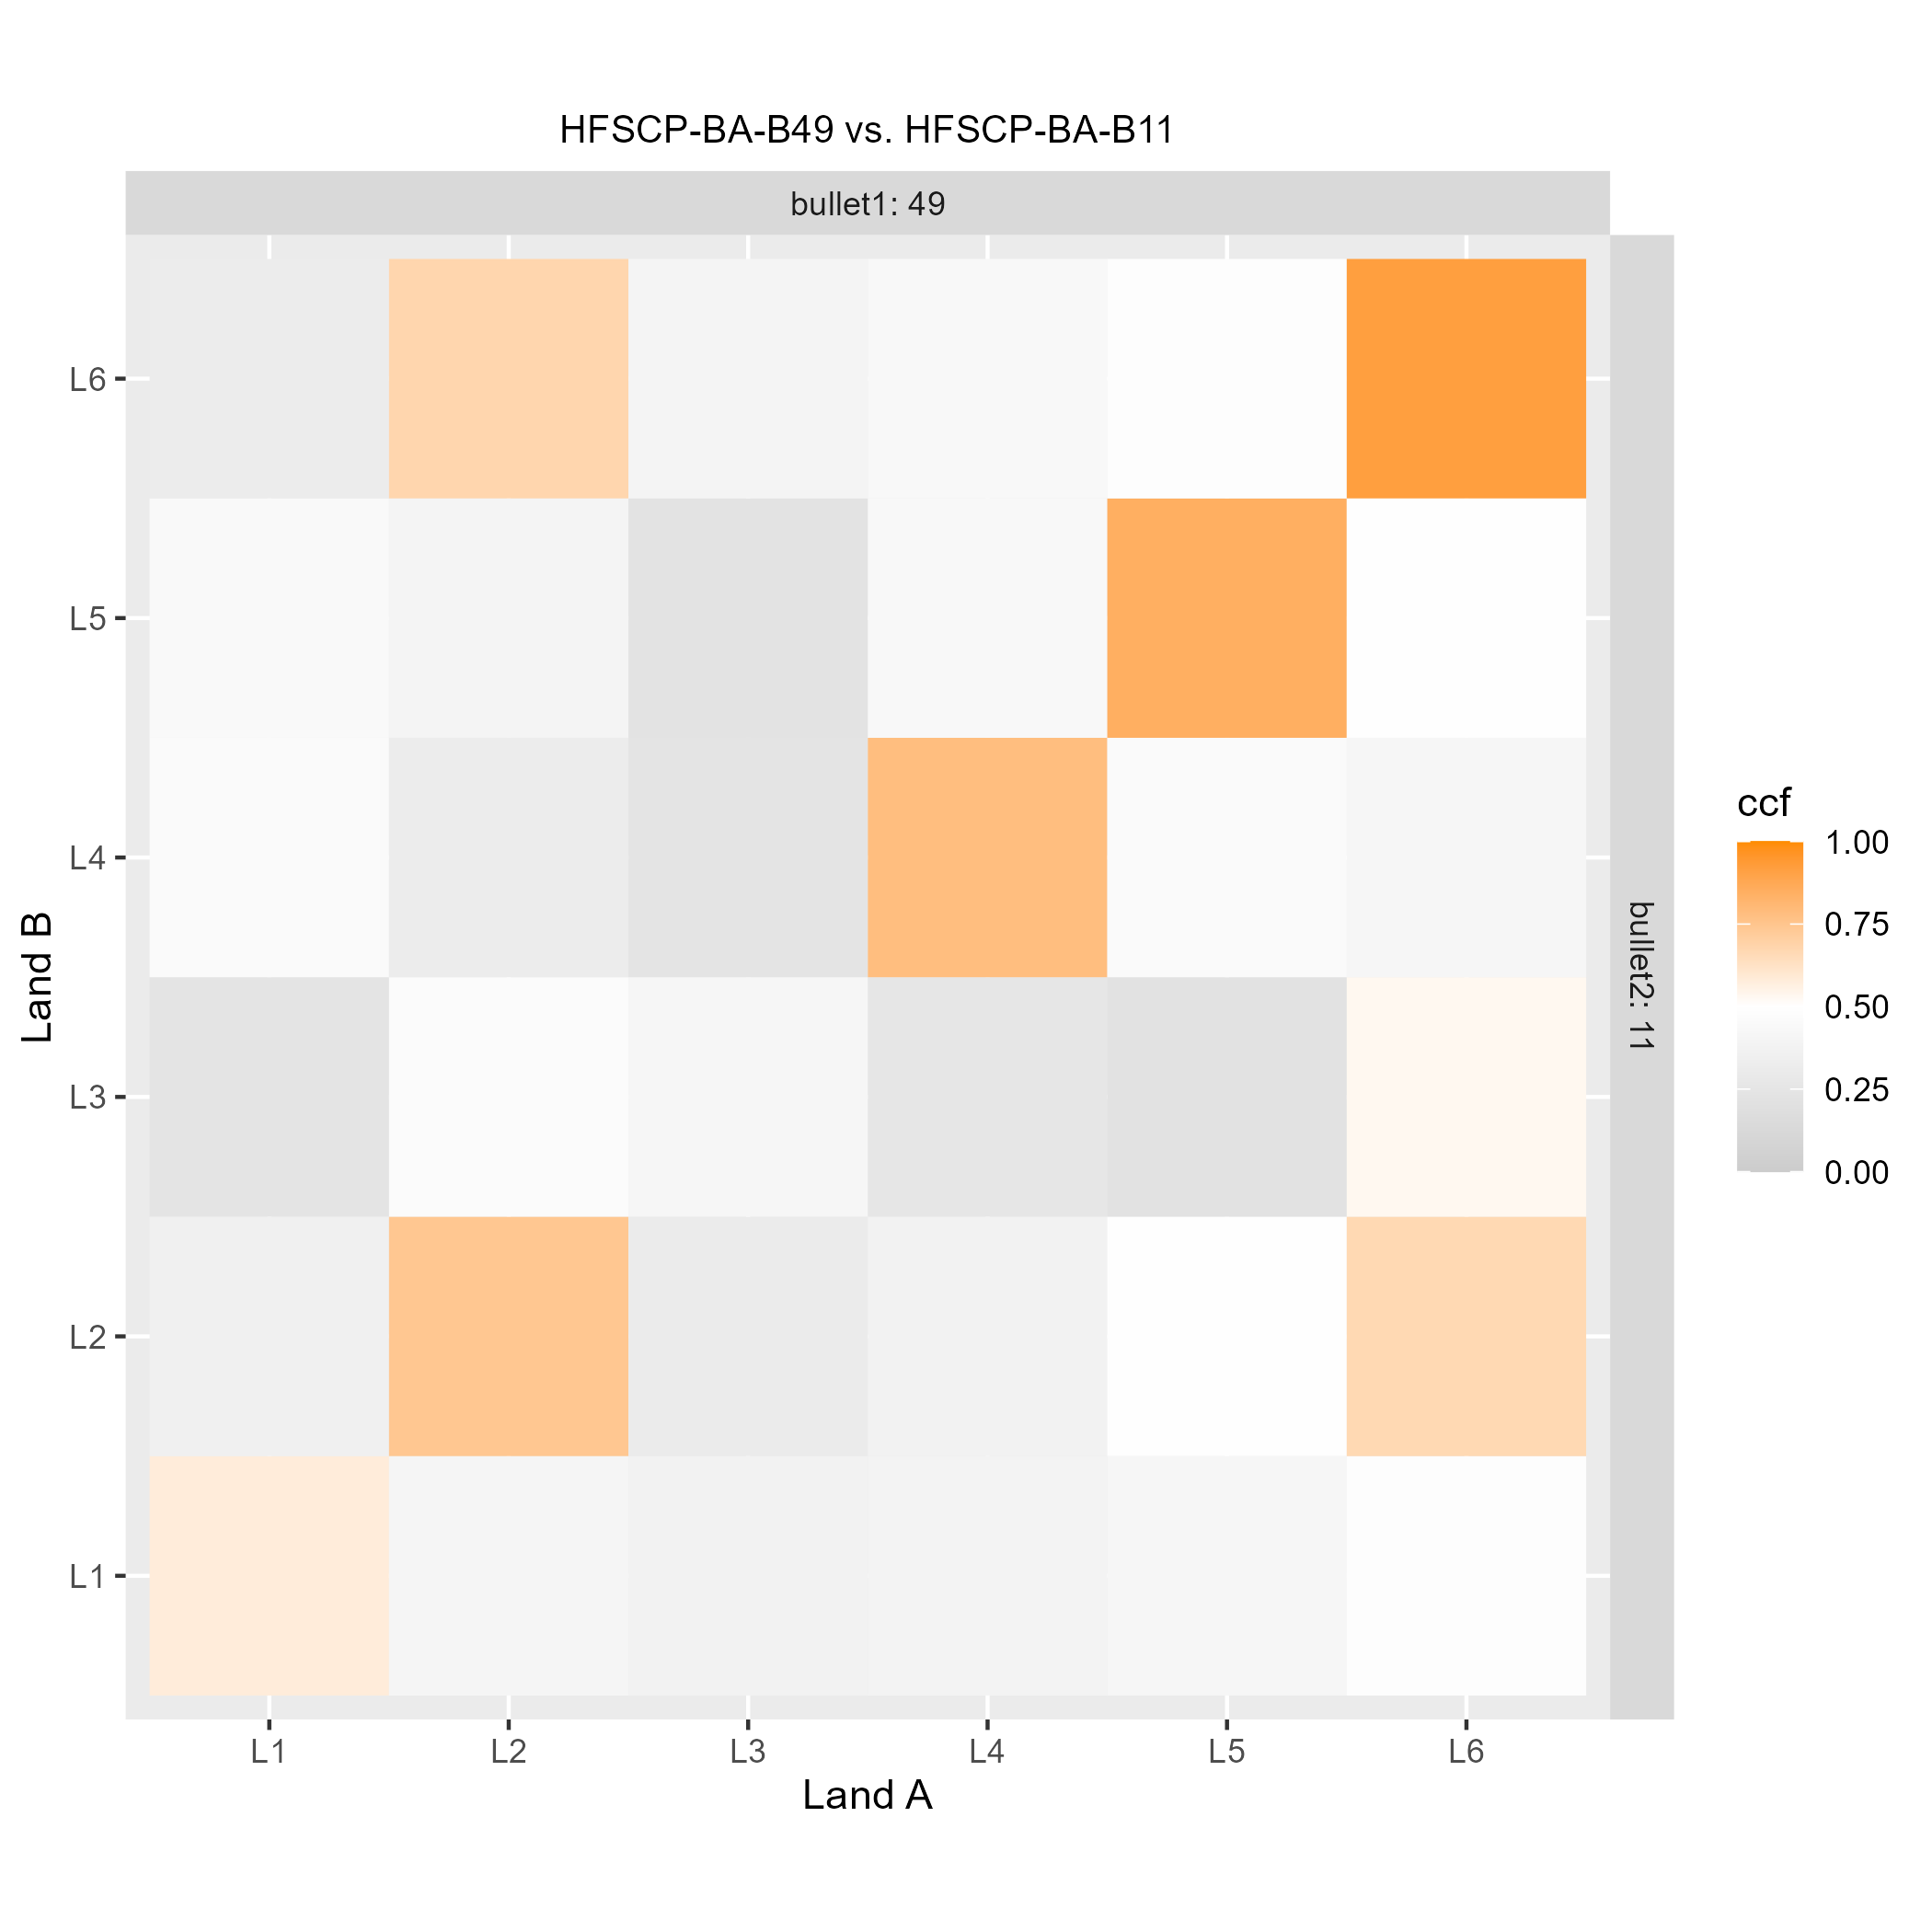 HFSCP-BA-B49 vs. HFSCP-BA-B11
bullet1: 49
L6
L5
L4
L3
L2
L1
Land B
bullet2: 11
L1 L2 L3 L4 L5 L6
Land A
ccf
1.00
0.75
0.50
0.25
0.00